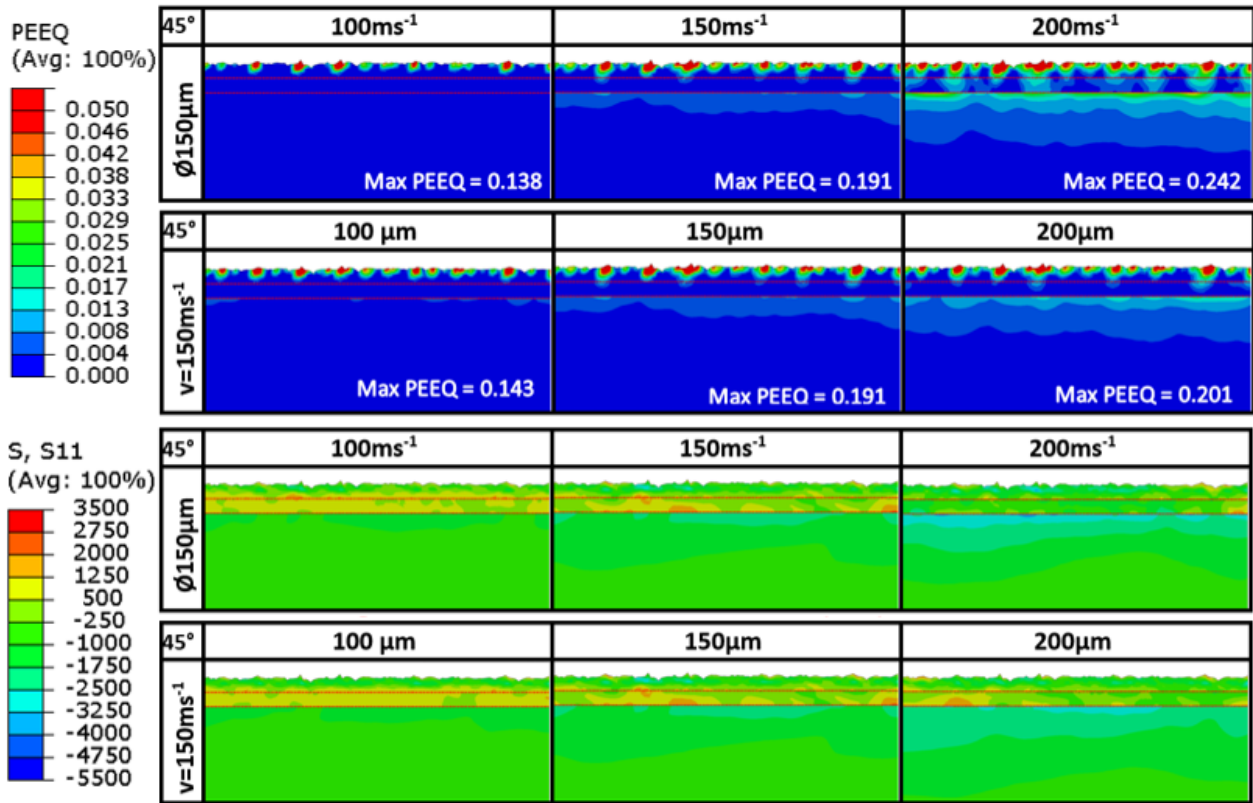 PEEQ
(Avg: 100%)
0.050
0.046
0.042
0.038
0.033
0.029
0.025
0.021
0.017
0.013
0.008
0.004
0.000
45° 100ms⁻¹ 150ms⁻¹ 200ms⁻¹
Ø150µm
Max PEEQ = 0.138 Max PEEQ = 0.191 Max PEEQ = 0.242
45° 100 µm 150µm 200µm
v=150ms⁻¹
Max PEEQ = 0.143 Max PEEQ = 0.191 Max PEEQ = 0.201
S, S11
(Avg: 100%)
3500
2750
2000
1250
500
-250
-1000
-1750
-2500
-3250
-4000
-4750
-5500
45° 100ms⁻¹ 150ms⁻¹ 200ms⁻¹
Ø150µm
45° 100 µm 150µm 200µm
v=150ms⁻¹